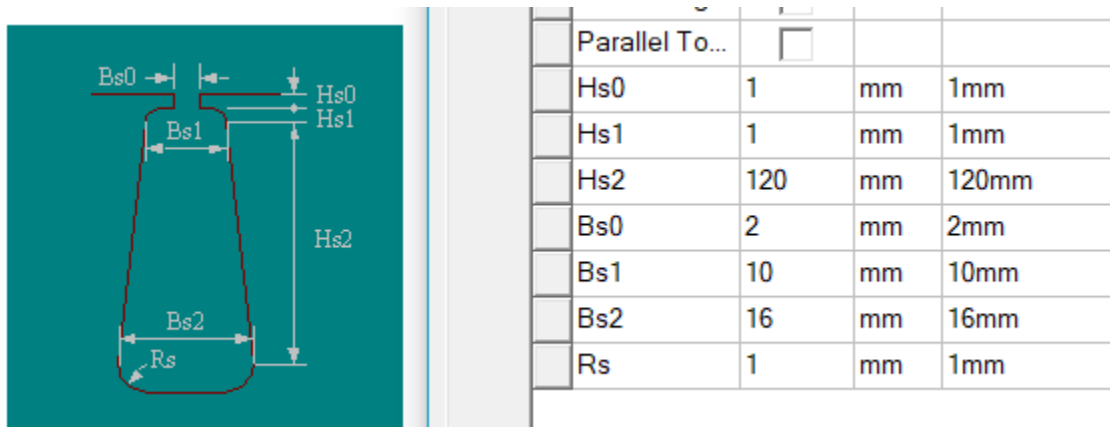 Bs0
Hs0
Hs1
Bs1
Hs2
Bs2
Rs
Parallel To...
Hs0 1 mm 1mm
Hs1 1 mm 1mm
Hs2 120 mm 120mm
Bs0 2 mm 2mm
Bs1 10 mm 10mm
Bs2 16 mm 16mm
Rs 1 mm 1mm